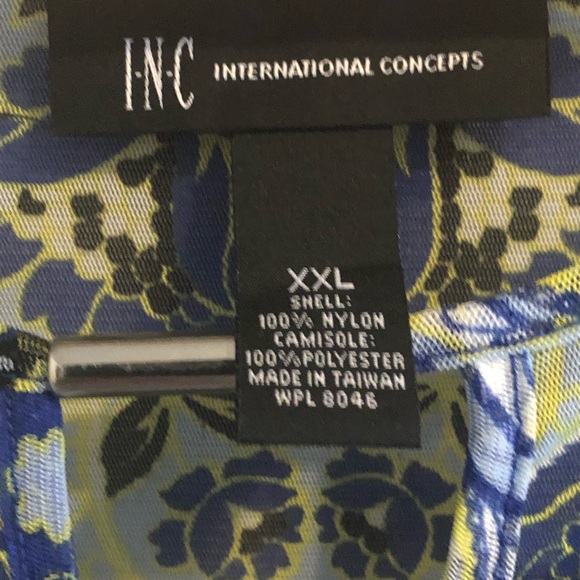 I·N·C INTERNATIONAL CONCEPTS
XXL
SHELL:
100% NYLON
CAMISOLE:
100% POLYESTER
MADE IN TAIWAN
WPL 8046